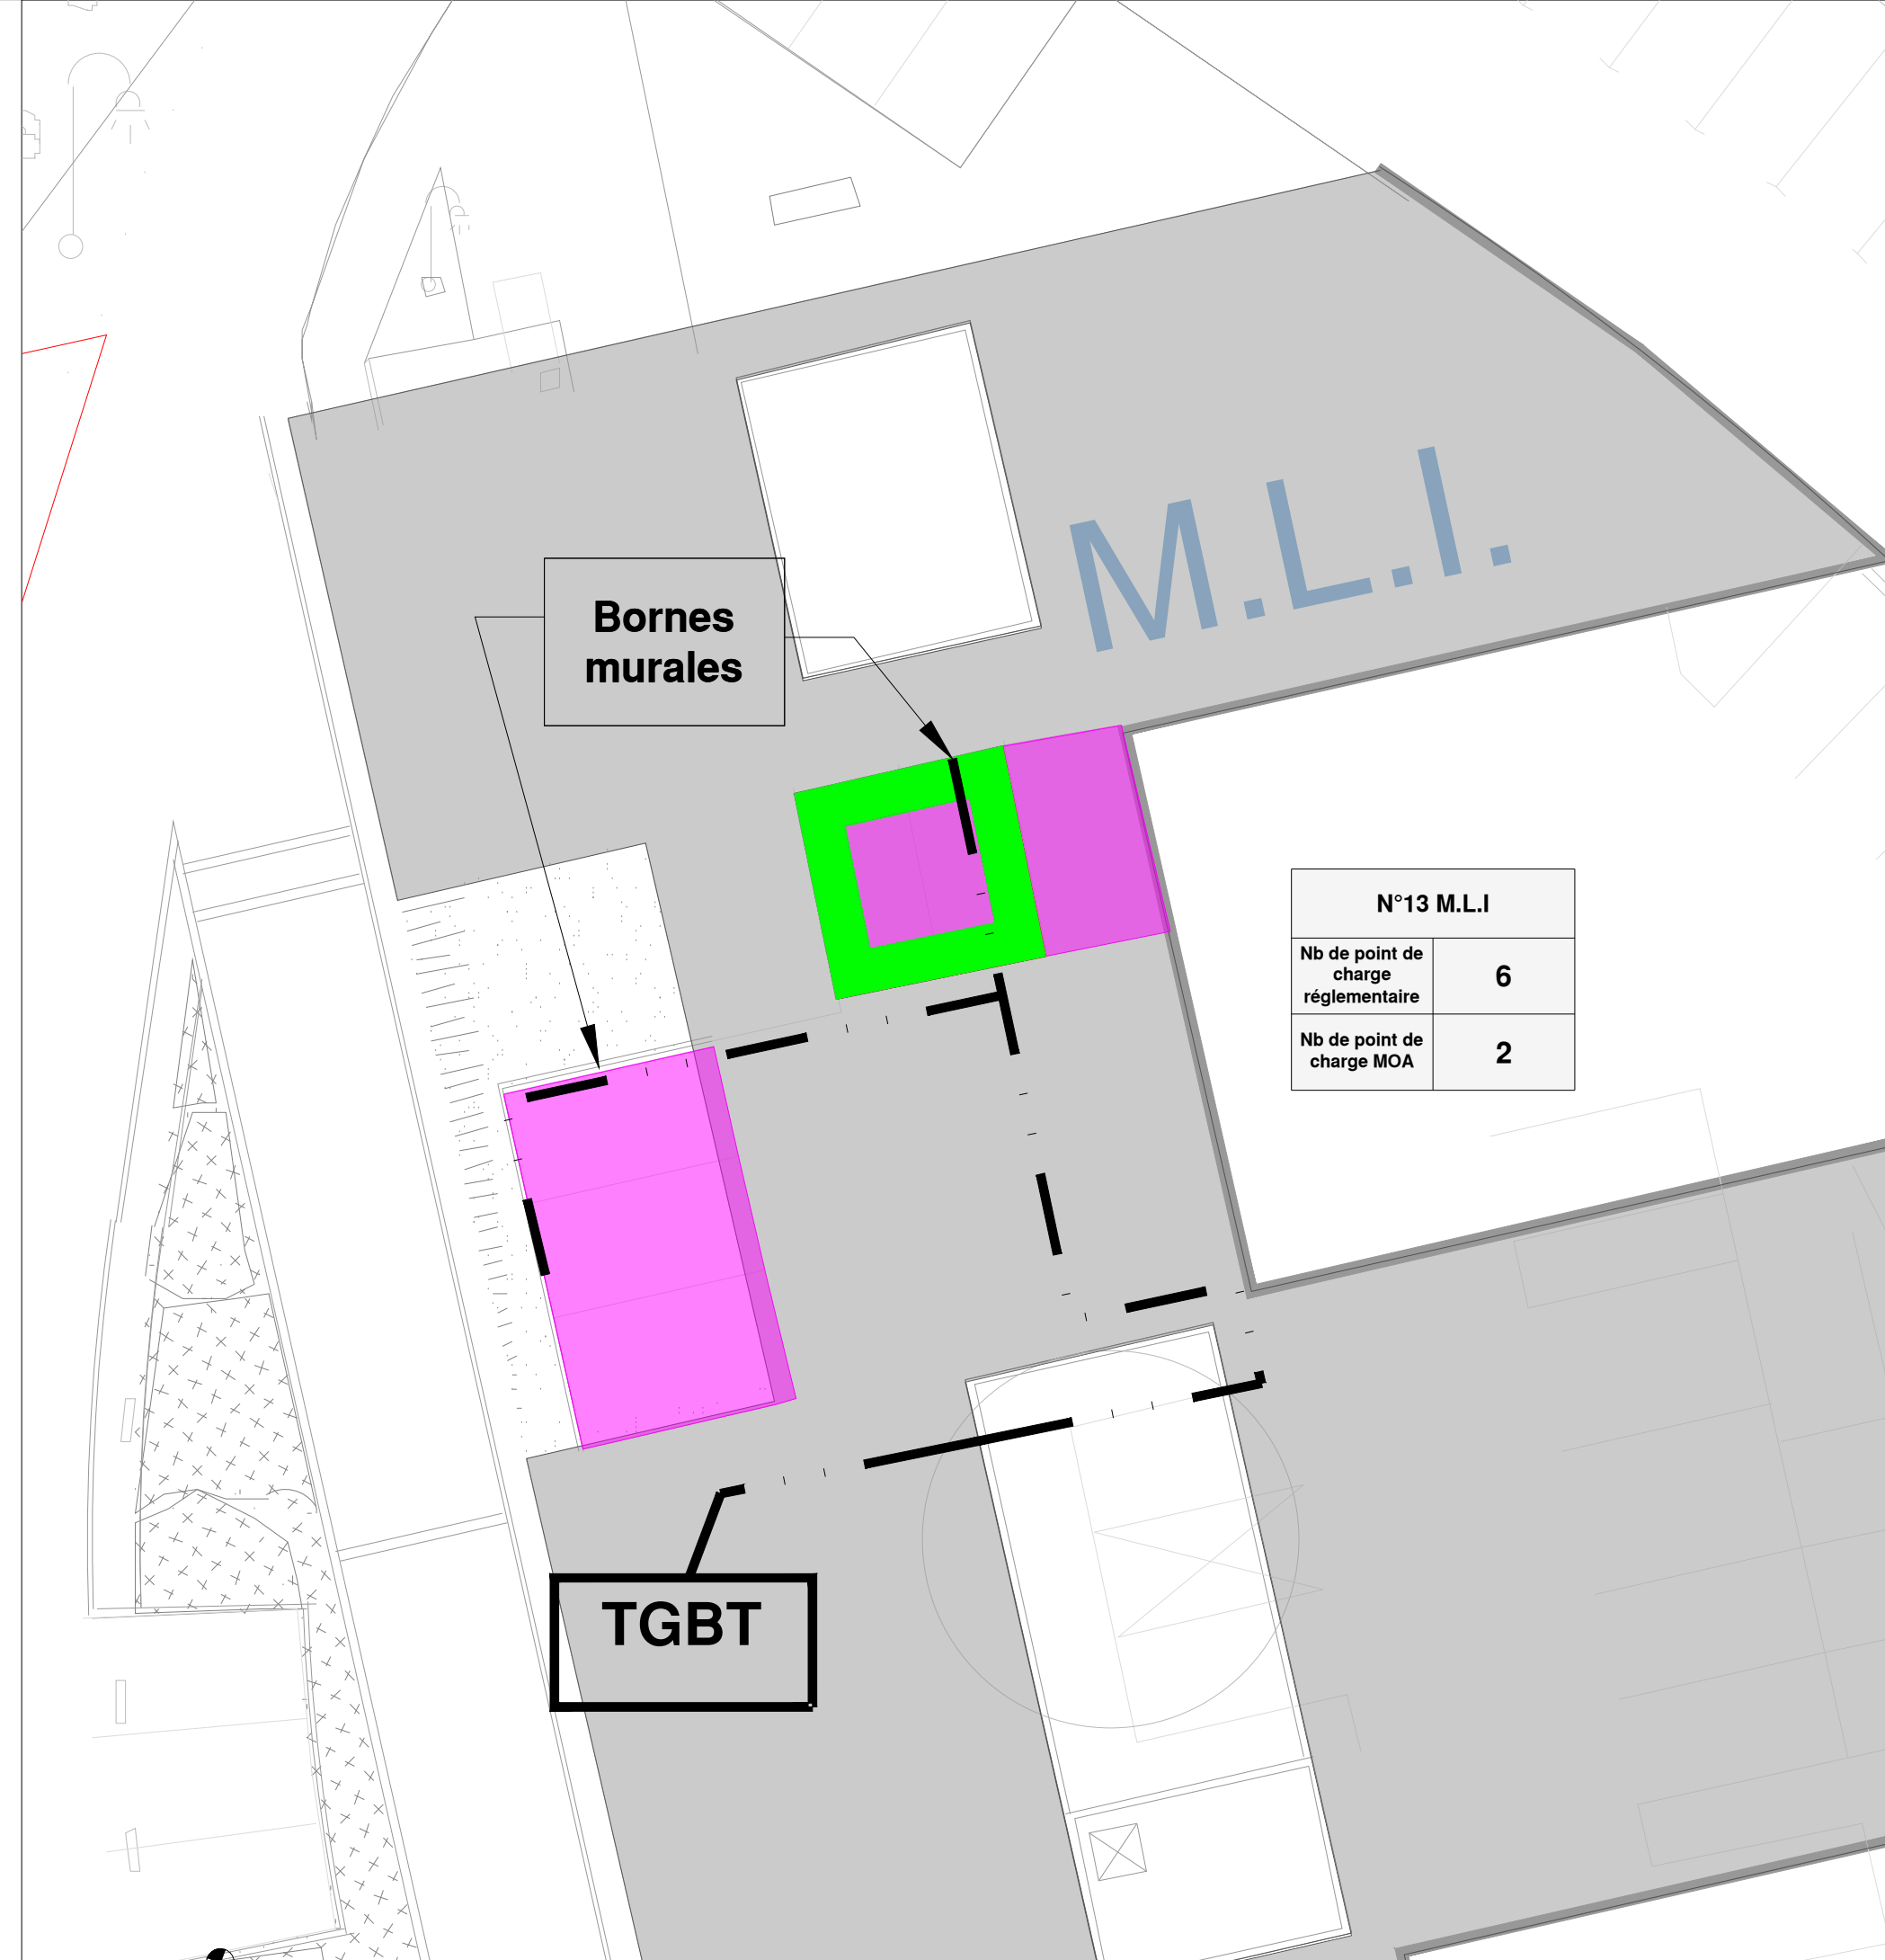 M.L.I.
Bornes
murales
N°13 M.L.I
Nb de point de
charge
réglementaire
6
Nb de point de
charge MOA
2
TGBT